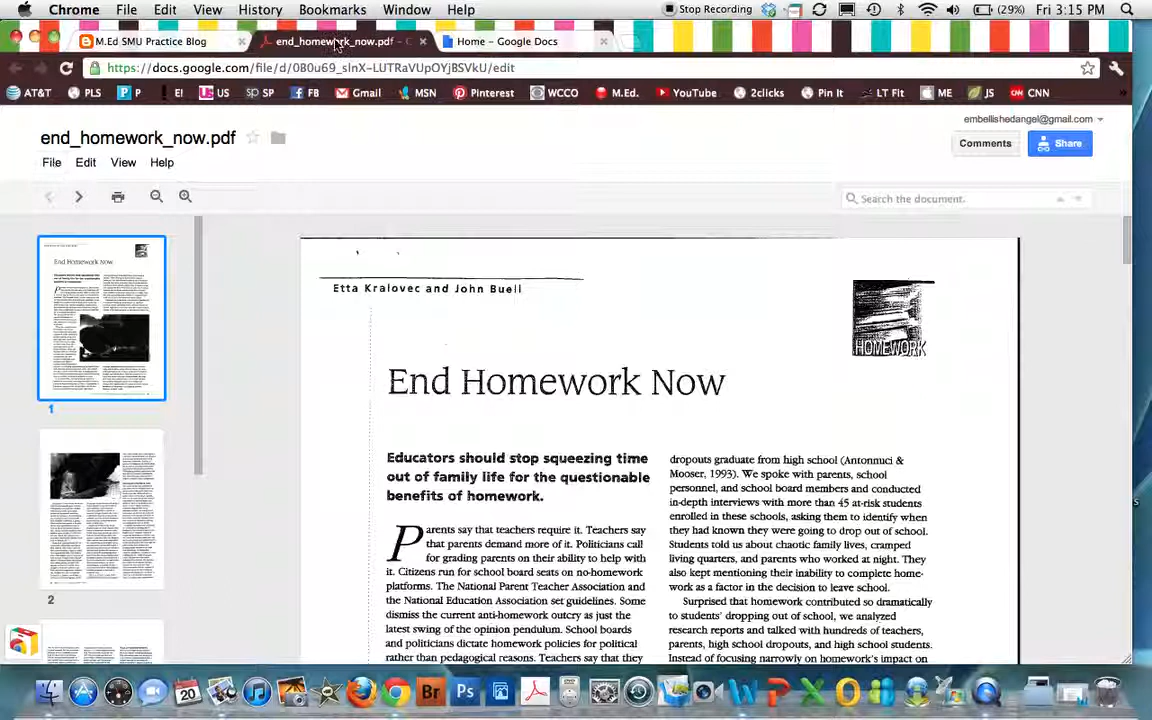 Chrome File Edit View History Bookmarks Window Help Stop Recording (29%) Fri 3:15 PM
M.Ed SMU Practice Blog end_homework_now.pdf - Home - Google Docs
https://docs.google.com/file/d/080u69_slnX-LUTRaVUpOYjBSVkU/edit
AT&T PLS P EI US SP FB Gmail MSN Pinterest WCCO M.Ed. YouTube 2clicks Pin It LT Fit ME JS CNN
embellishedangel@gmail.com
end_homework_now.pdf
Comments Share
File Edit View Help
Search the document.
Etta Kralovec and John Buell
HOMEWORK
End Homework Now
Educators should stop squeezing time
out of family life for the questionable
benefits of homework.
Parents say that schools require it. Teachers say
that parents demand more of it. Politicians call
for grading parents on their ability to help with
it. Citizens run for school board seats on no-homework
platforms. The National Parent Teacher Association and
the National Education Association set guidelines. Some
dismiss the current anti-homework outcry as just the
latest swing of the opinion pendulum. School boards
and politicians dictate homework policies for political
rather than pedagogical reasons. Teachers say that they
dropouts graduate from high school (Antonnuci &
Mooser, 1993). We spoke with parents, school
personnel, and school board members and conducted
in-depth interviews with more than 45 at-risk students
enrolled in these schools, asking them to identify when
they had known they were going to drop out of school.
Students told us about chaotic family lives, cramped
living quarters, and parents who worked at night. They
also kept mentioning their inability to complete home-
work as a factor in the decision to leave school.
Surprised that homework contributed so dramatically
to students' dropping out of school, we analyzed
research reports and talked with hundreds of teachers,
parents, high school dropouts, and high school students.
Instead of focusing narrowly on homework's impact on
End Homework Now
1
2
20
Br Ps